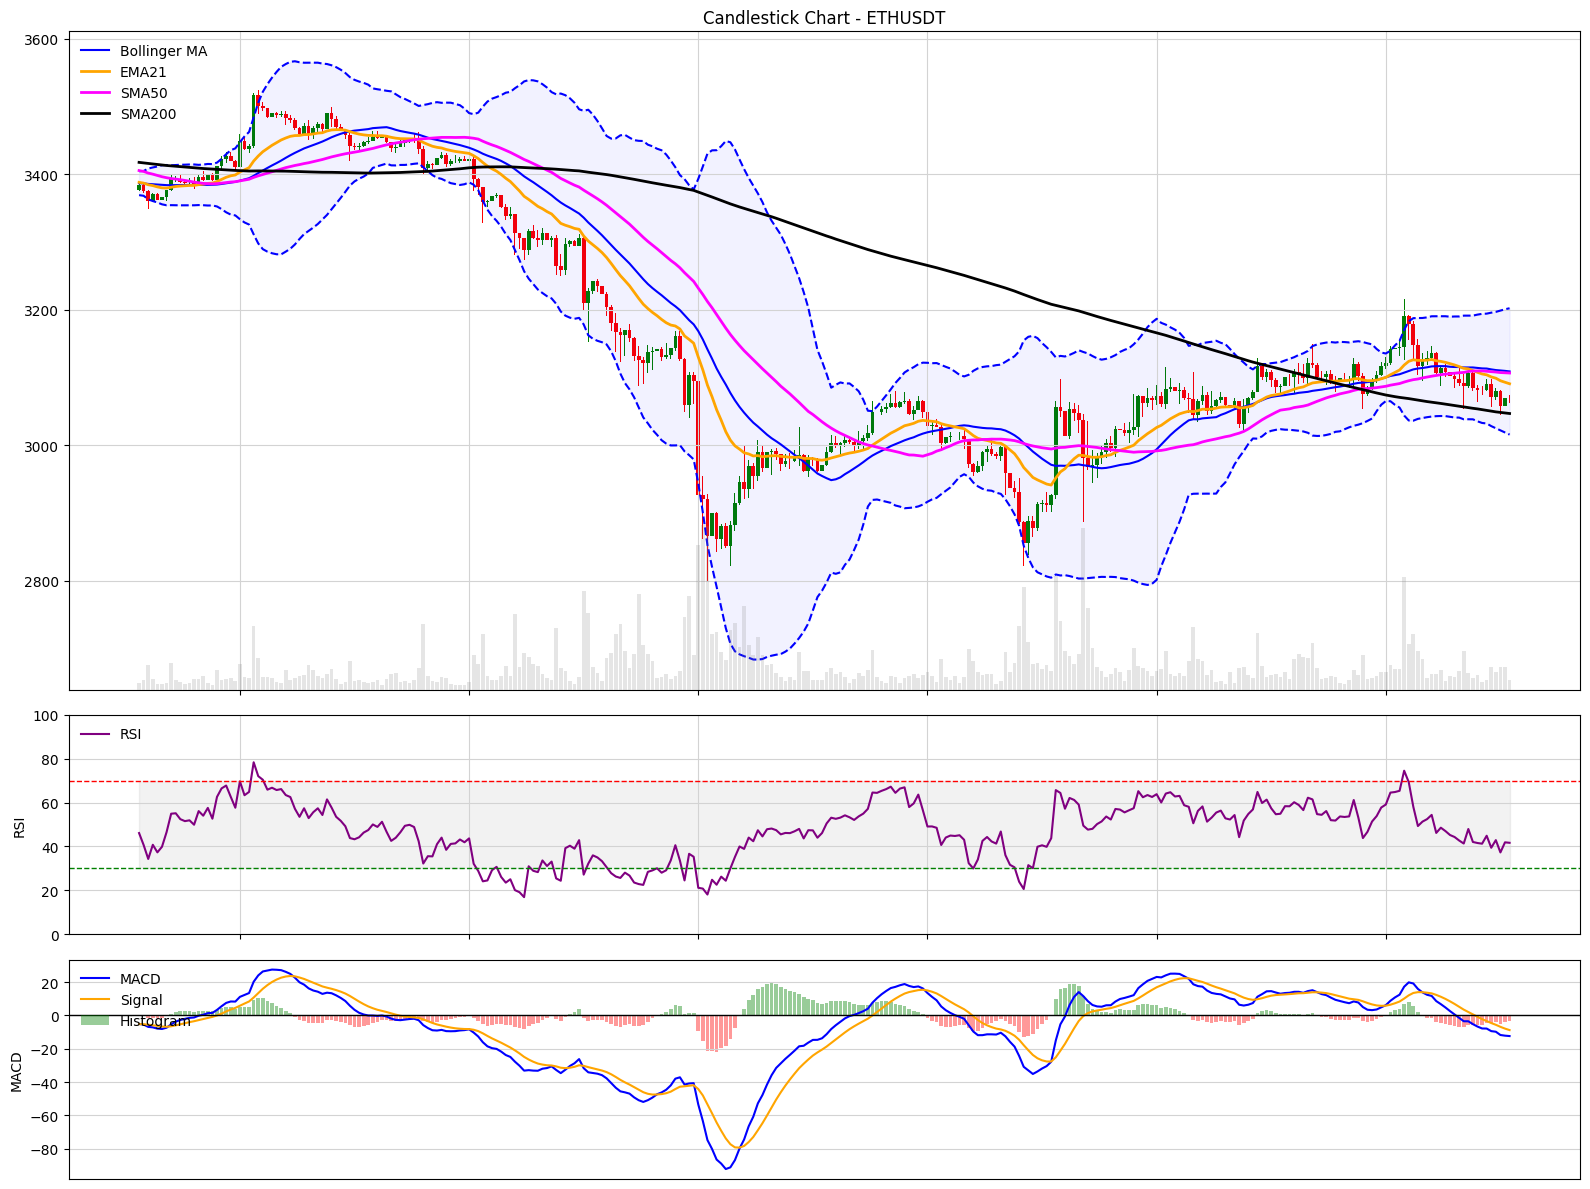 Candlestick Chart - ETHUSDT
3600
3400
3200
3000
2800
Bollinger MA
EMA21
SMA50
SMA200
100
80
60
40
20
0
RSI
RSI
20
0
−20
−40
−60
−80
MACD
MACD
Signal
Histogram